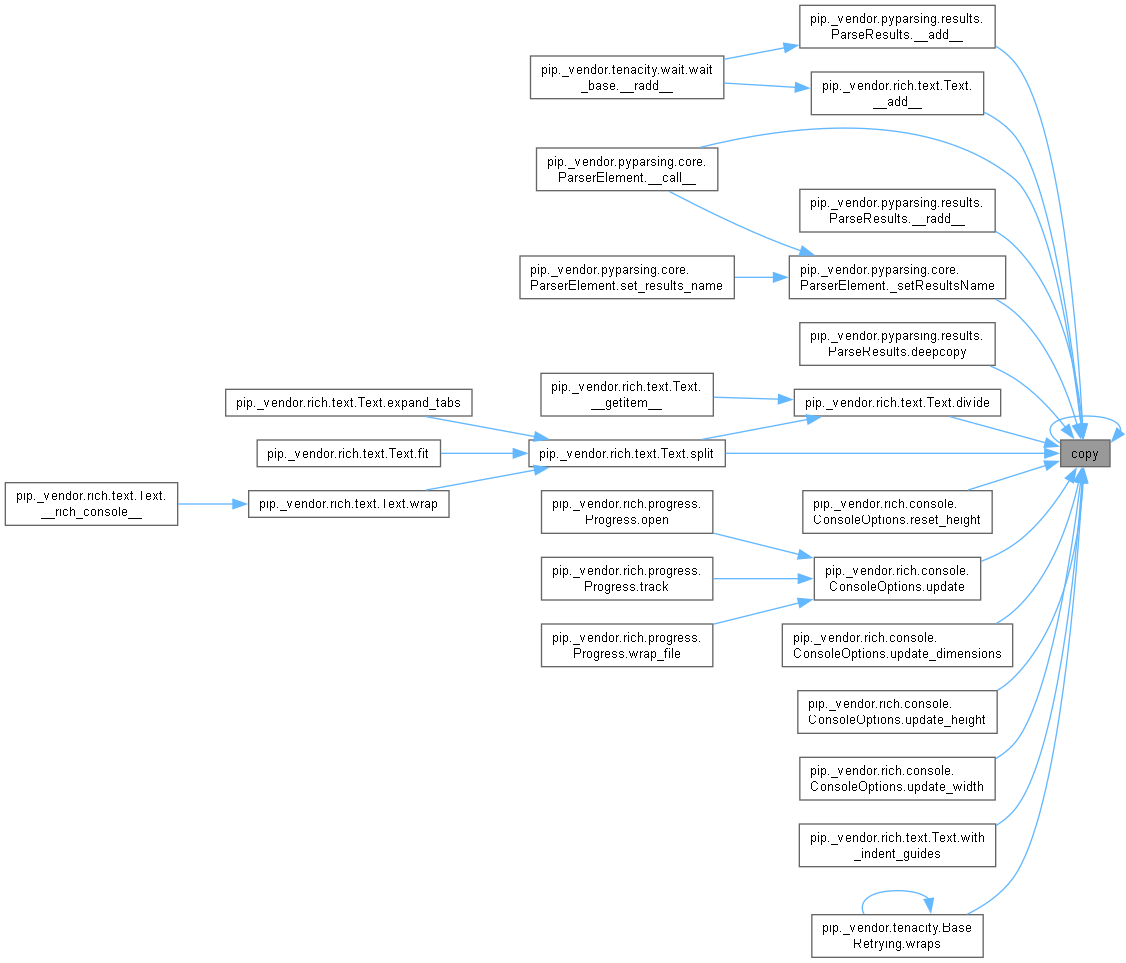 pip._vendor.pyparsing.results.
ParseResults.__add__
pip._vendor.tenacity.wait.wait
_base.__radd__
pip._vendor.rich.text.Text.
__add__
pip._vendor.pyparsing.core.
ParserElement.__call__
pip._vendor.pyparsing.results.
ParseResults.__radd__
pip._vendor.pyparsing.core.
ParserElement.set_results_name
pip._vendor.pyparsing.core.
ParserElement._setResultsName
pip._vendor.pyparsing.results.
ParseResults.deepcopy
pip._vendor.rich.text.Text.
__getitem__
pip._vendor.rich.text.Text.expand_tabs
pip._vendor.rich.text.Text.divide
pip._vendor.rich.text.Text.fit
pip._vendor.rich.text.Text.split
copy
pip._vendor.rich.text.Text.
__rich_console__
pip._vendor.rich.text.Text.wrap
pip._vendor.rich.progress.
Progress.open
pip._vendor.rich.console.
ConsoleOptions.reset_height
pip._vendor.rich.progress.
Progress.track
pip._vendor.rich.console.
ConsoleOptions.update
pip._vendor.rich.progress.
Progress.wrap_file
pip._vendor.rich.console.
ConsoleOptions.update_dimensions
pip._vendor.rich.console.
ConsoleOptions.update_height
pip._vendor.rich.console.
ConsoleOptions.update_width
pip._vendor.rich.text.Text.with
_indent_guides
pip._vendor.tenacity.Base
Retrying.wraps